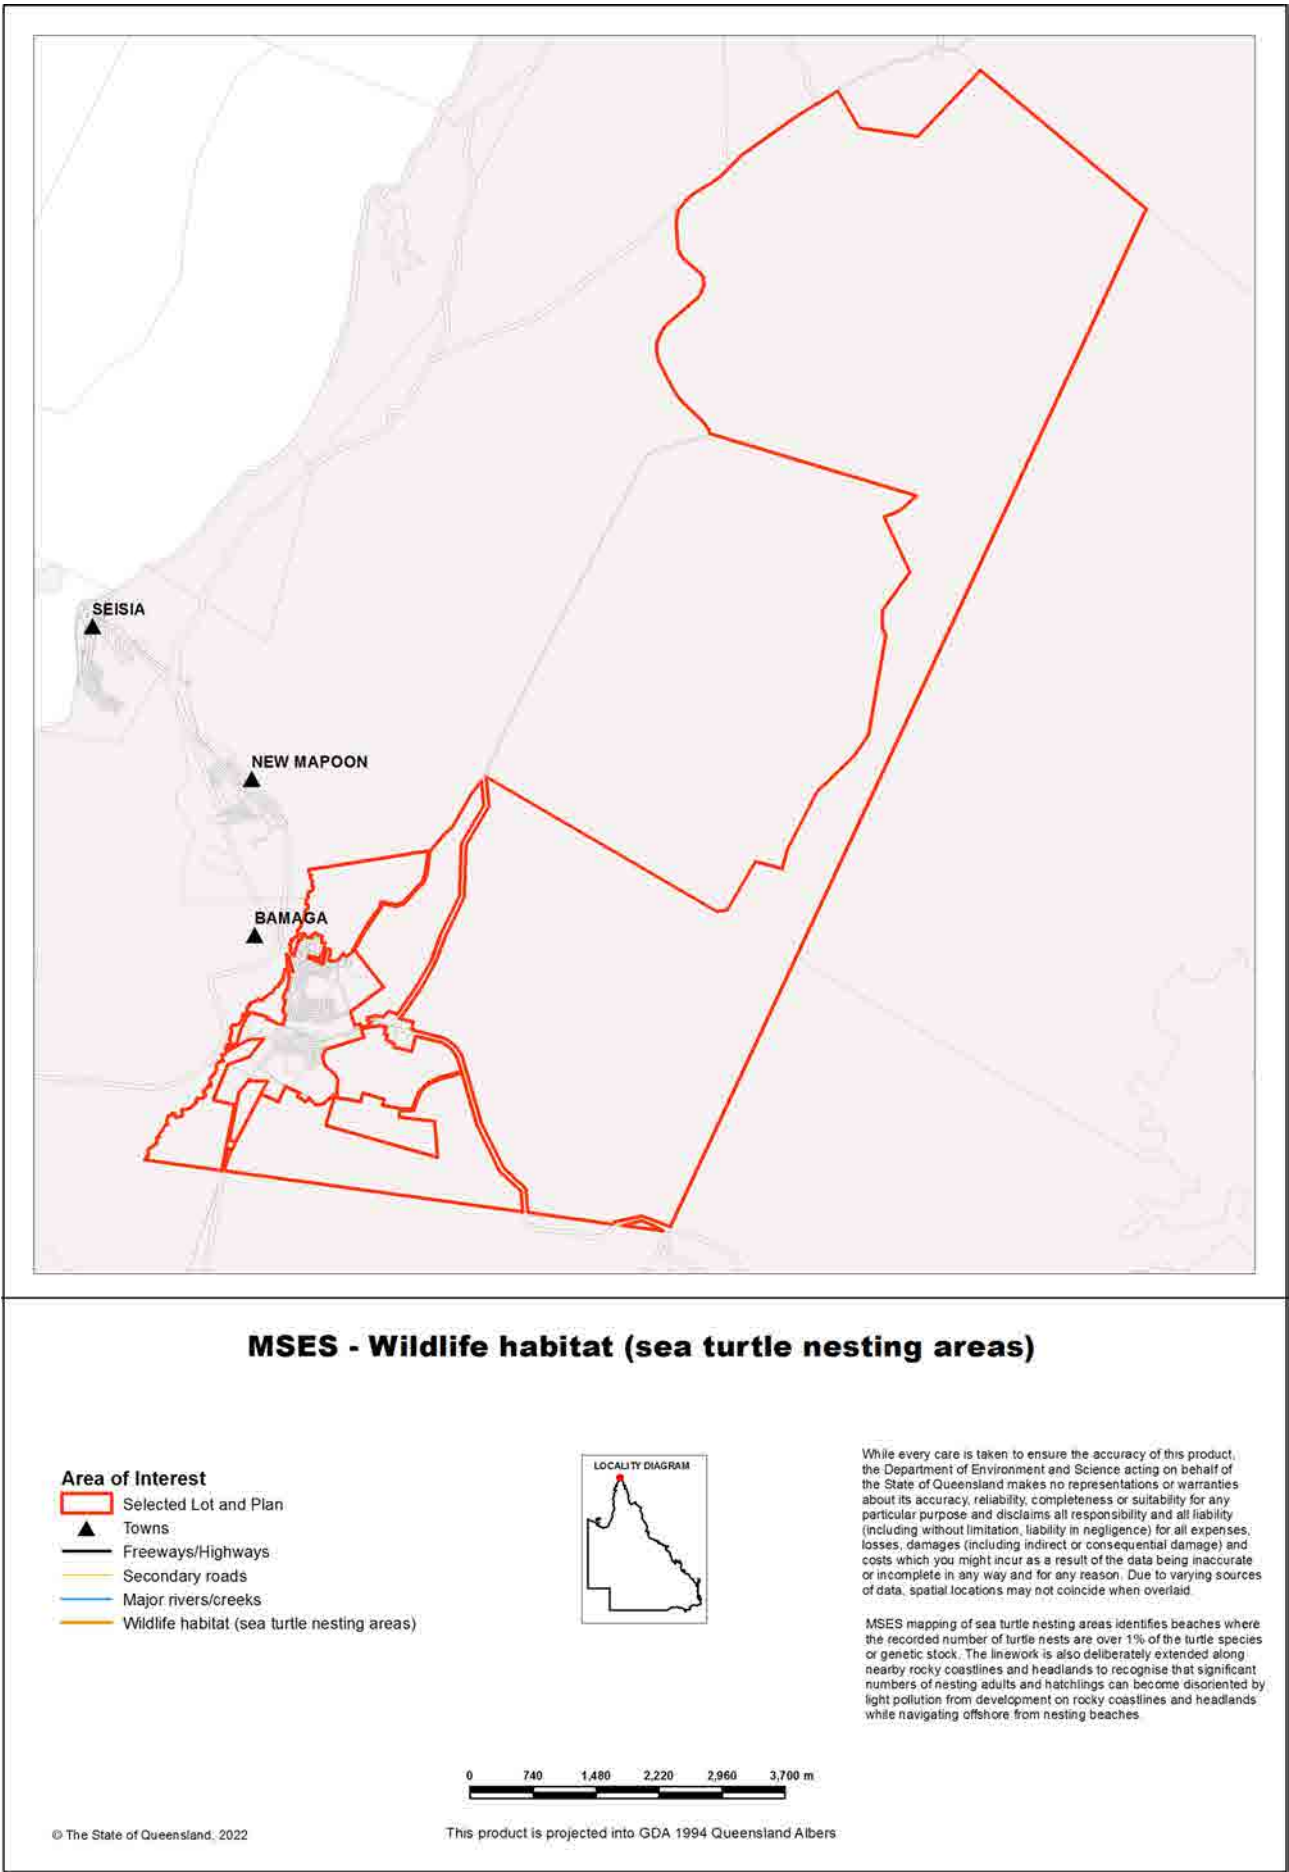 SEISIA
NEW MAPOON
BAMAGA
MSES - Wildlife habitat (sea turtle nesting areas)
Area of Interest
Selected Lot and Plan
Towns
Freeways/Highways
Secondary roads
Major rivers/creeks
Wildlife habitat (sea turtle nesting areas)
LOCALITY DIAGRAM
While every care is taken to ensure the accuracy of this product,
the Department of Environment and Science acting on behalf of
the State of Queensland makes no representations or warranties
about its accuracy, reliability, completeness or suitability for any
particular purpose and disclaims all responsibility and all liability
(including without limitation, liability in negligence) for all expenses,
losses, damages (including indirect or consequential damage) and
costs which you might incur as a result of the data being inaccurate
or incomplete in any way and for any reason. Due to varying sources
of data, spatial locations may not coincide when overlaid.
MSES mapping of sea turtle nesting areas identifies beaches where
the recorded number of turtle nests are over 1% of the turtle species
or genetic stock. The linework is also deliberately extended along
nearby rocky coastlines and headlands to recognise that significant
numbers of nesting adults and hatchlings can become disoriented by
light pollution from development on rocky coastlines and headlands
while navigating offshore from nesting beaches.
0 740 1,480 2,220 2,960 3,700 m
© The State of Queensland, 2022
This product is projected into GDA 1994 Queensland Albers